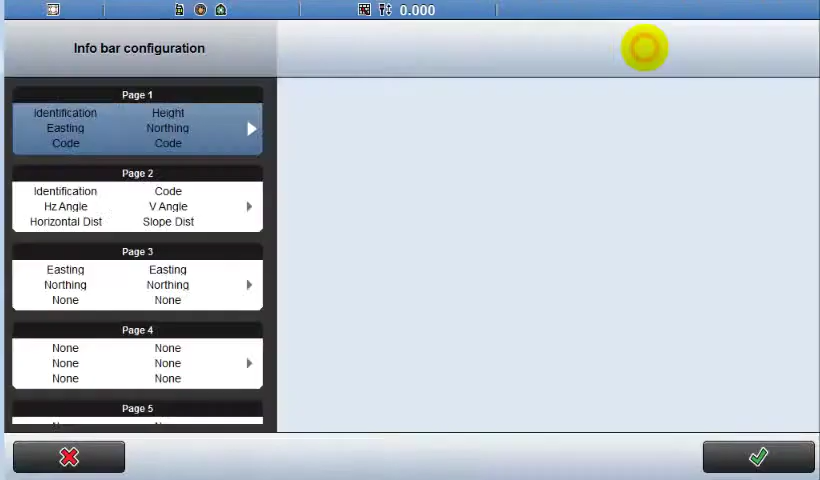 0.000
Info bar configuration
Page 1
Identification Height
Easting Northing
Code Code
Page 2
Identification Code
Hz Angle V Angle
Horizontal Dist Slope Dist
Page 3
Easting Easting
Northing Northing
None None
Page 4
None None
None None
None None
Page 5